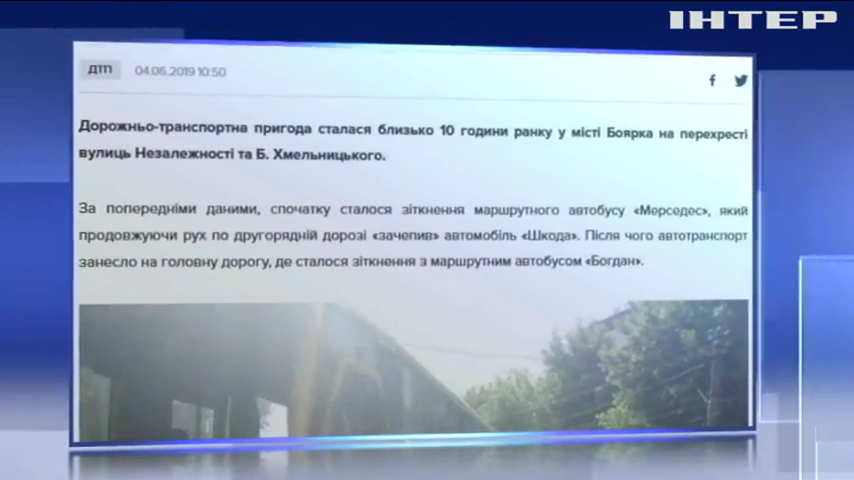 ІНТЕР
ДТП 04.06.2019 10:50
Дорожньо-транспортна пригода сталася близько 10 години ранку у місті Боярка на перехресті
вулиць Незалежності та Б. Хмельницького.
За попередніми даними, спочатку сталося зіткнення маршрутного автобусу «Мерседес», який
продовжуючи рух по другорядній дорозі «зачепив» автомобіль «Шкода». Після чого автотранспорт
занесло на головну дорогу, де сталося зіткнення з маршрутним автобусом «Богдан».